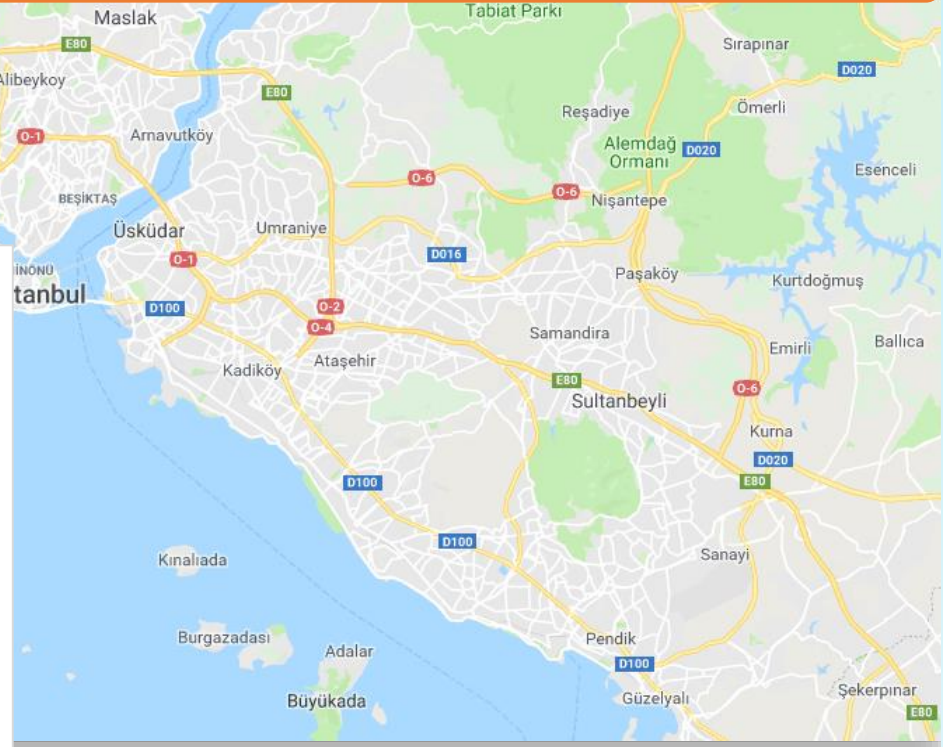 Tabiat Parkı
Maslak
E80
Sırapınar
D020
Alibeykoy
E80
Reşadiye
Ömerli
O-1
Arnavutköy
Alemdağ
Ormanı
D020
Esenceli
O-6
O-6
BEŞİKTAŞ
Nişantepe
Üsküdar
Umraniye
D016
O-1
İNÖNÜ
tanbul
Paşaköy
Kurtdoğmuş
D100
O-2
O-4
Samandira
Emirli
Ballıca
Kadiköy
Ataşehir
E80
O-6
Sultanbeyli
Kurna
D020
D100
E80
D100
Sanayi
Kınalıada
Burgazadası
Adalar
Pendik
D100
Büyükada
Güzelyalı
Şekerpınar
E80